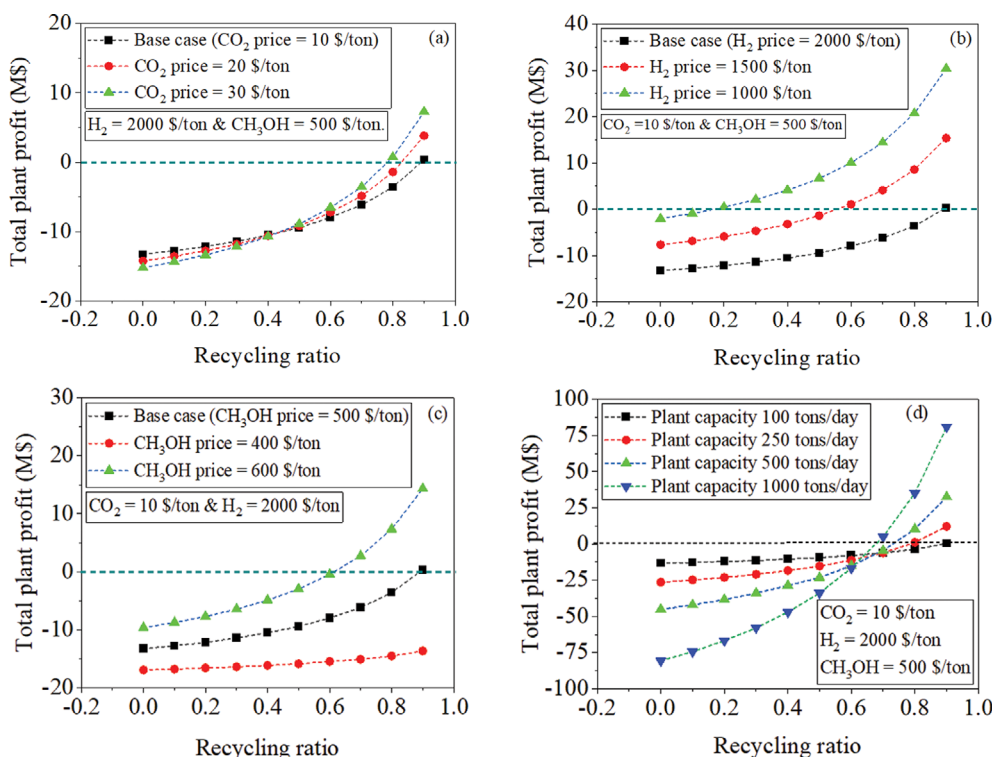 (a)
Base case (CO₂ price = 10 $/ton)
CO₂ price = 20 $/ton
CO₂ price = 30 $/ton
H₂ = 2000 $/ton & CH₃OH = 500 $/ton.
20
10
0
-10
-20
-0.2 0.0 0.2 0.4 0.6 0.8 1.0
Total plant profit (M$)
Recycling ratio
(b)
Base case (H₂ price = 2000 $/ton)
H₂ price = 1500 $/ton
H₂ price = 1000 $/ton
CO₂ =10 $/ton & CH₃OH = 500 $/ton
40
30
20
10
0
-10
-20
-0.2 0.0 0.2 0.4 0.6 0.8 1.0
Total plant profit (M$)
Recycling ratio
(c)
Base case (CH₃OH price = 500 $/ton)
CH₃OH price = 400 $/ton
CH₃OH price = 600 $/ton
CO₂ = 10 $/ton & H₂ = 2000 $/ton
30
20
10
0
-10
-20
-0.2 0.0 0.2 0.4 0.6 0.8 1.0
Total plant profit (M$)
Recycling ratio
(d)
Plant capacity 100 tons/day
Plant capacity 250 tons/day
Plant capacity 500 tons/day
Plant capacity 1000 tons/day
CO₂ = 10 $/ton
H₂ = 2000 $/ton
CH₃OH = 500 $/ton
100
75
50
25
0
-25
-50
-75
-100
-0.2 0.0 0.2 0.4 0.6 0.8 1.0
Total plant profit (M$)
Recycling ratio